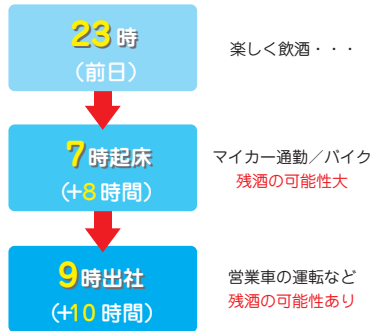 23時
（前日）
楽しく飲酒・・・
7時起床
（+8時間）
マイカー通勤／バイク
残酒の可能性大
9時出社
（+10時間）
営業車の運転など
残酒の可能性あり